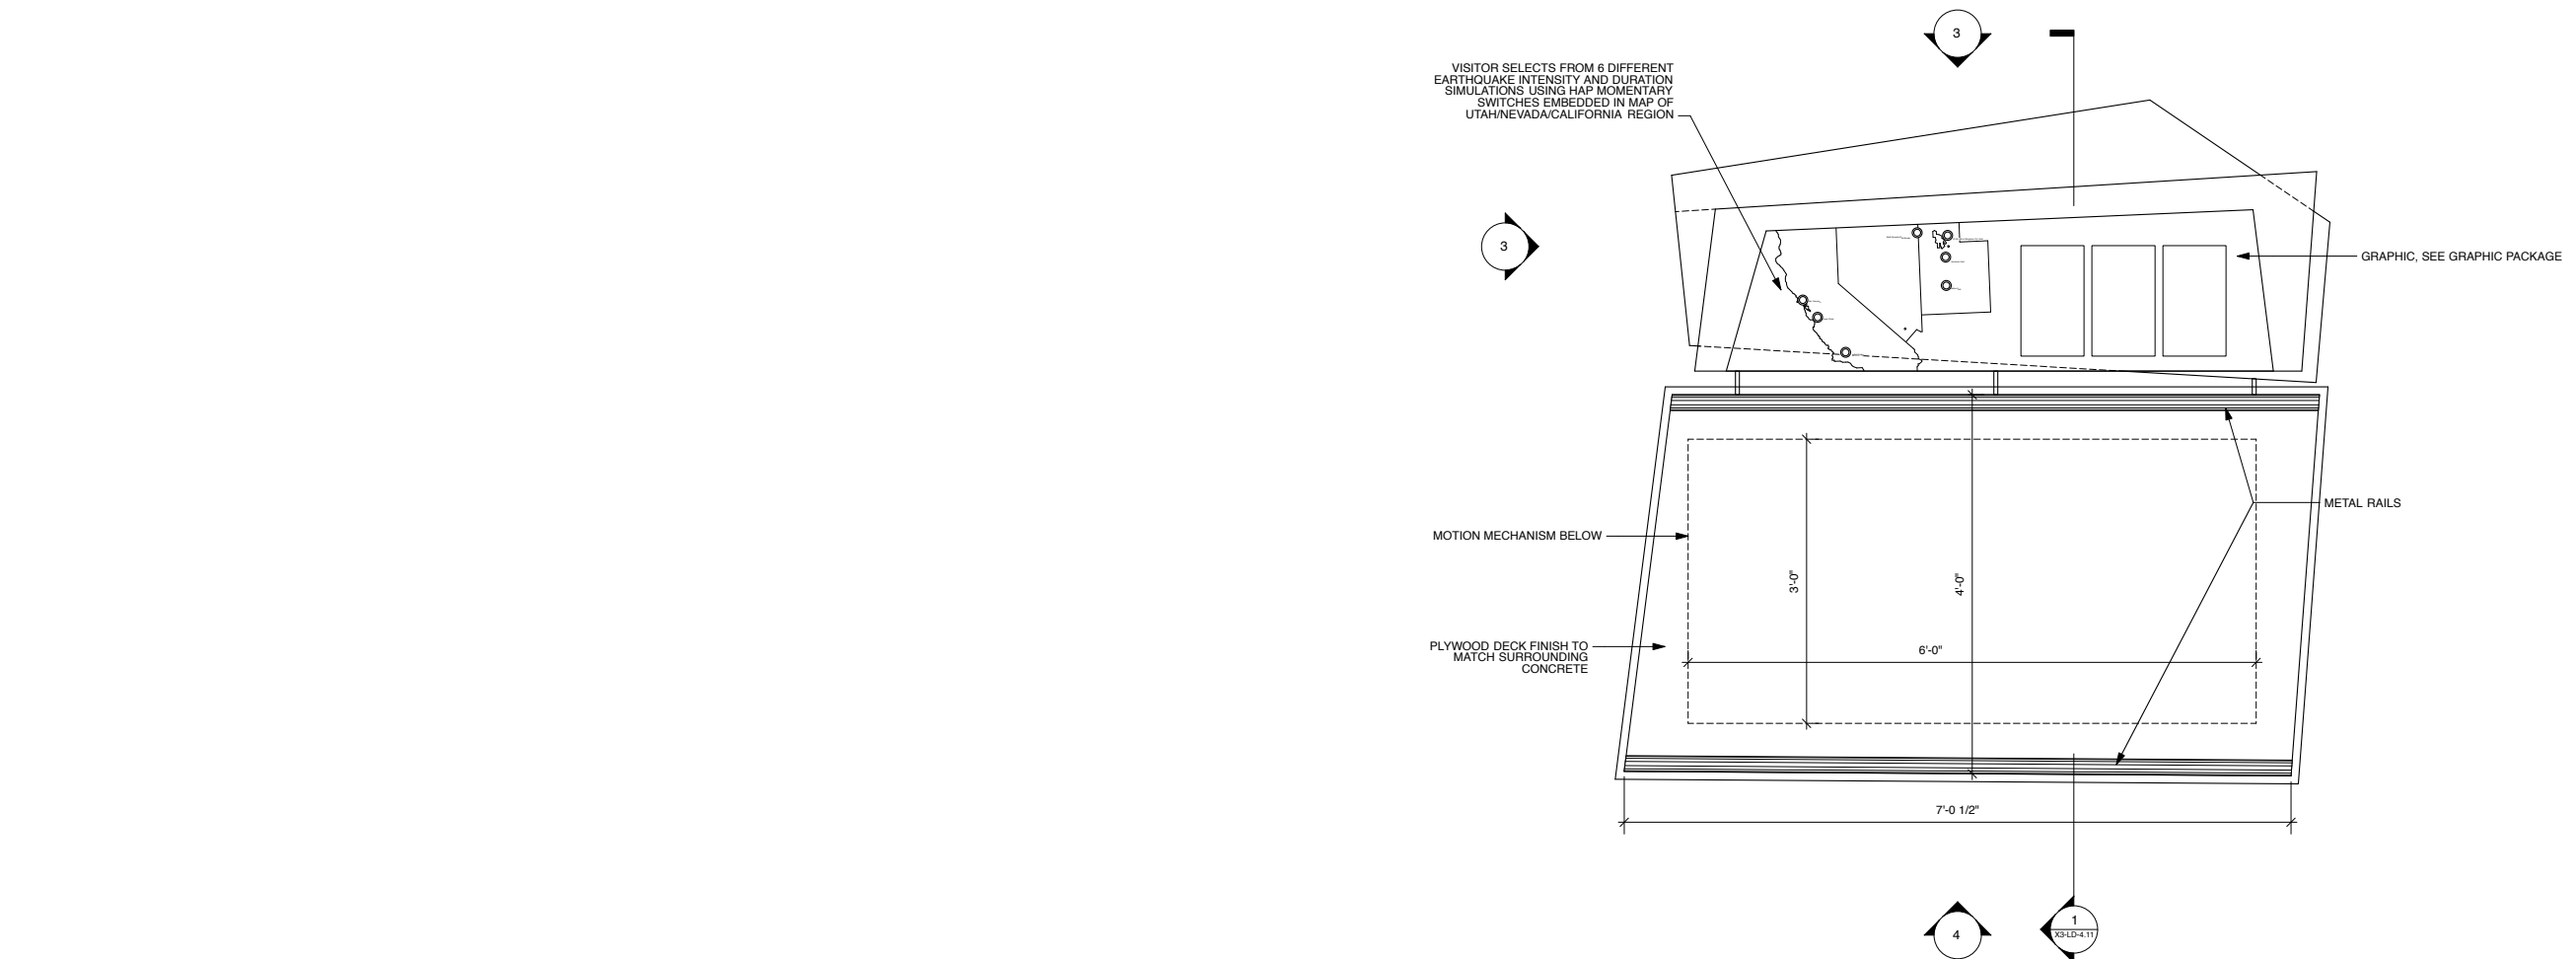 3
VISITOR SELECTS FROM 6 DIFFERENT
EARTHQUAKE INTENSITY AND DURATION
SIMULATIONS USING HAP MOMENTARY
SWITCHES EMBEDDED IN MAP OF
UTAH/NEVADA/CALIFORNIA REGION
3
GRAPHIC, SEE GRAPHIC PACKAGE
METAL RAILS
MOTION MECHANISM BELOW
3'-0"
4'-0"
PLYWOOD DECK FINISH TO
MATCH SURROUNDING
CONCRETE
6'-0"
7'-0 1/2"
4
1
X3-LD-4.11